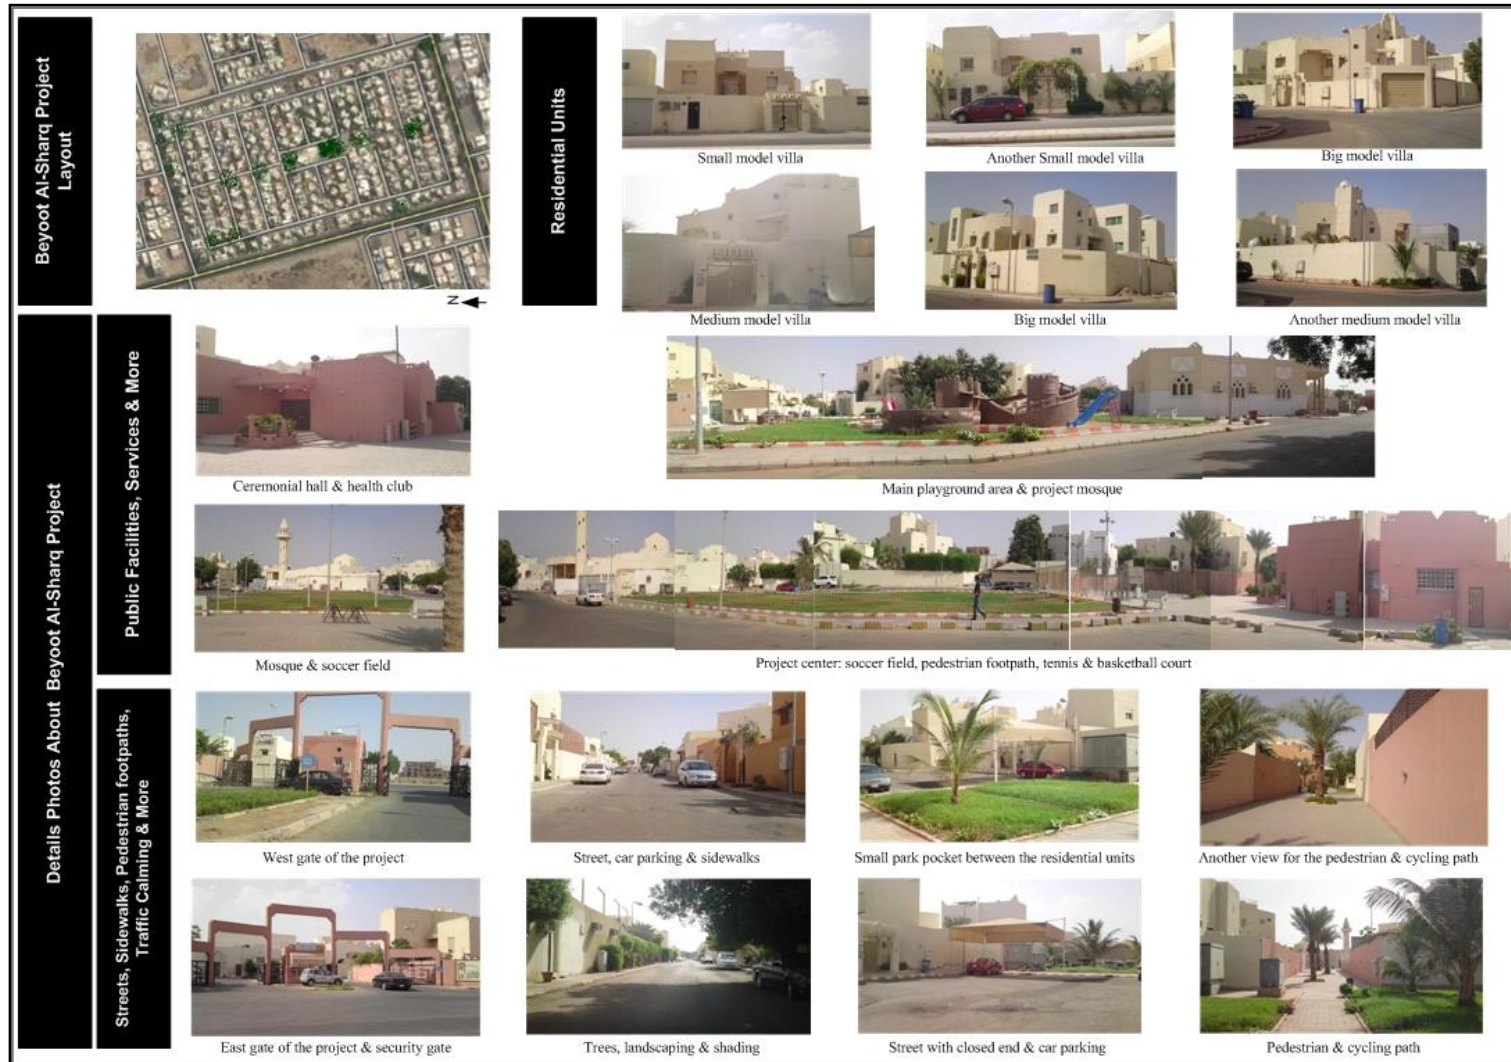 Beyoot Al-Sharq Project
Layout
Residential Units
Small model villa
Another Small model villa
Big model villa
Medium model villa
Big model villa
Another medium model villa
N
Details Photos About Beyoot Al-Sharq Project
Public Facilities, Services & More
Ceremonial hall & health club
Main playground area & project mosque
Mosque & soccer field
Project center: soccer field, pedestrian footpath, tennis & basketball court
Streets, Sidewalks, Pedestrian footpaths,
Traffic Calming & More
West gate of the project
Street, car parking & sidewalks
Small park pocket between the residential units
Another view for the pedestrian & cycling path
East gate of the project & security gate
Trees, landscaping & shading
Street with closed end & car parking
Pedestrian & cycling path